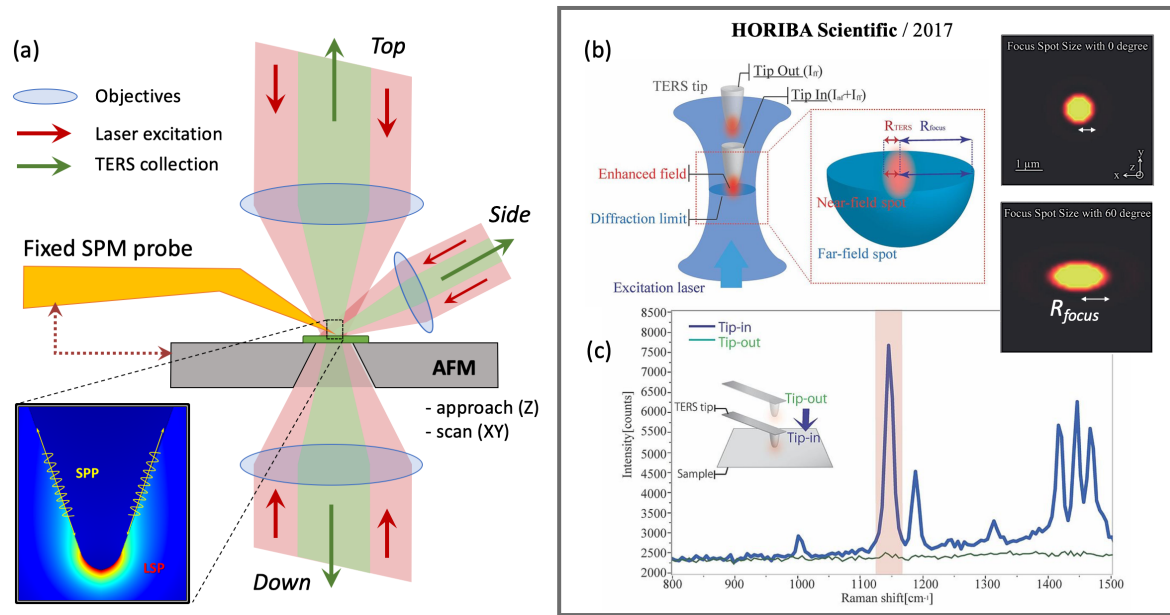 (a)
Top
Objectives
Laser excitation
TERS collection
Side
Fixed SPM probe
AFM
- approach (Z)
- scan (XY)
SPP
LSP
Down
HORIBA Scientific / 2017
(b)
Tip Out (Iff)
TERS tip
Tip In(Inf+Iff)
RTERS
Rfocus
Enhanced field
Diffraction limit
Near-field spot
Far-field spot
Excitation laser
Focus Spot Size with 0 degree
1 µm
y
z
x
Focus Spot Size with 60 degree
Rfocus
(c)
Tip-in
Tip-out
Tip-out
TERS tip
Tip-in
Sample
Intensity[counts]
8500
8000
7500
7000
6500
6000
5500
5000
4500
4000
3500
3000
2500
2000
800 900 1000 1100 1200 1300 1400 1500
Raman shift[cm-1]